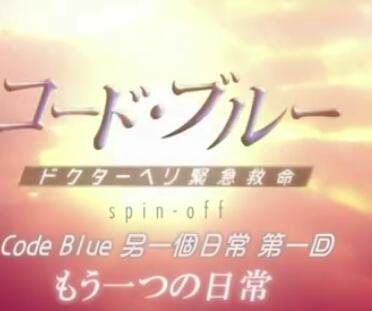 コード・ブルー
ドクターヘリ緊急救命
spin-off
Code Blue 另一個日常 第一回
もう一つの日常